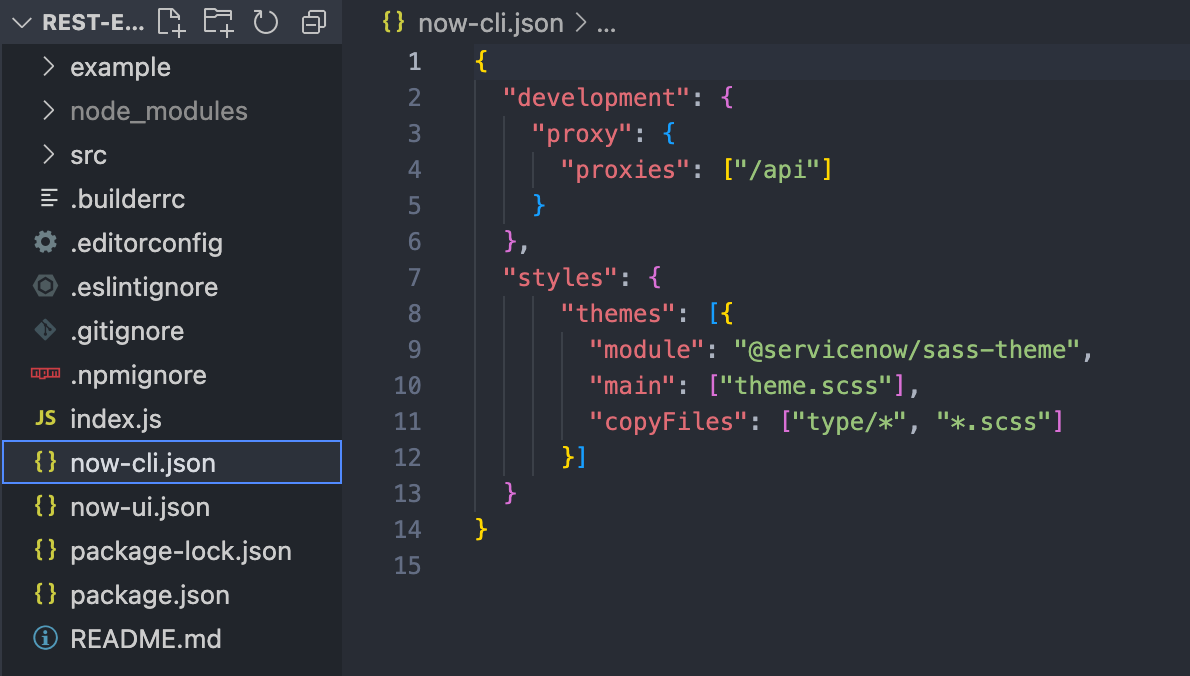 REST-E...
example
node_modules
src
.builderrc
.editorconfig
.eslintignore
.gitignore
npm .npmignore
JS index.js
{} now-cli.json
{} now-ui.json
{} package-lock.json
{} package.json
README.md
{} now-cli.json > ...
1 {
2   "development": {
3     "proxy": {
4       "proxies": ["/api"]
5     }
6   },
7   "styles": {
8       "themes": [{
9         "module": "@servicenow/sass-theme",
10         "main": ["theme.scss"],
11         "copyFiles": ["type/*", "*.scss"]
12       }]
13   }
14 }
15